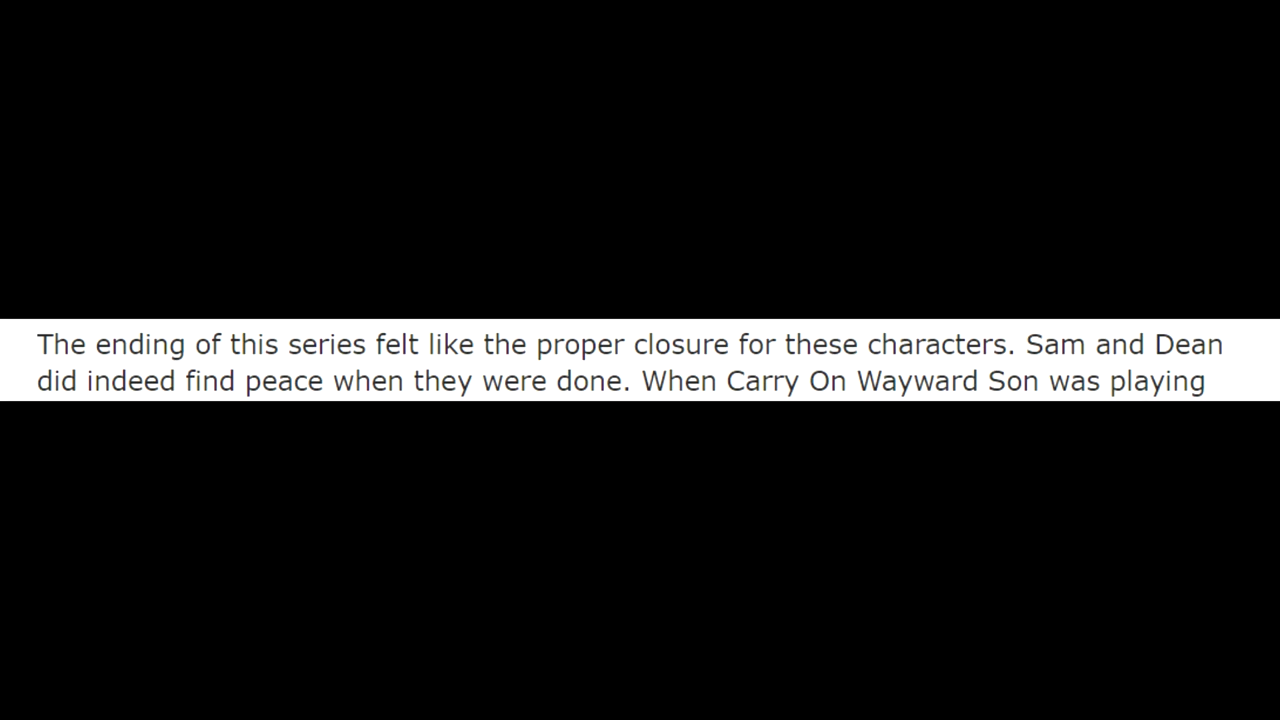 The ending of this series felt like the proper closure for these characters. Sam and Dean
did indeed find peace when they were done. When Carry On Wayward Son was playing